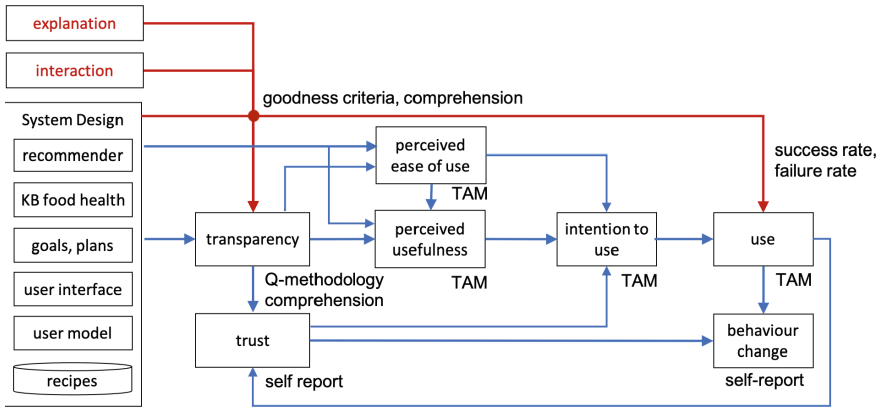 explanation
interaction
goodness criteria, comprehension
System Design
recommender
KB food health
goals, plans
user interface
user model
recipes
perceived
ease of use
TAM
success rate,
failure rate
transparency
perceived
usefulness
TAM
intention to
use
TAM
use
TAM
Q-methodology
comprehension
trust
self report
behaviour
change
self-report